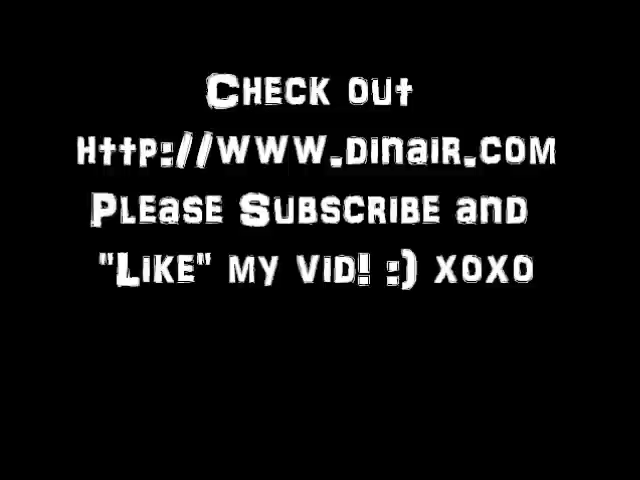 Check out
http://www.dinair.com
Please Subscribe and
"Like" my vid! :) xoxo